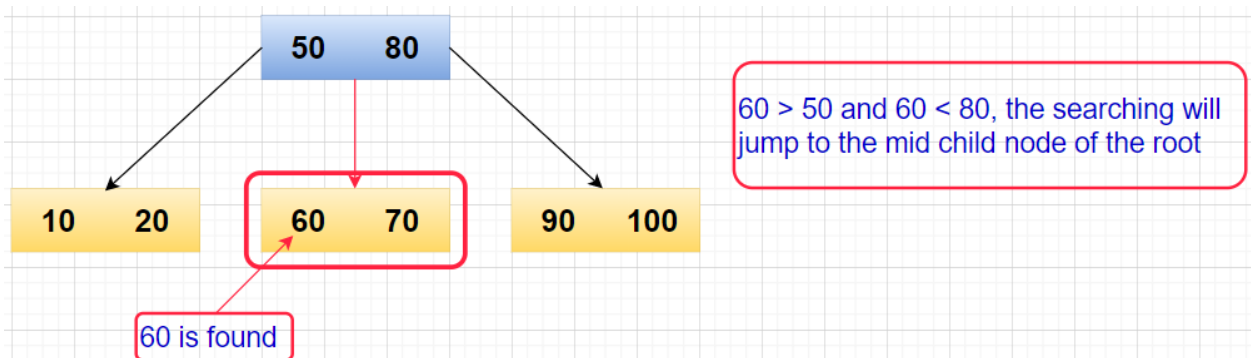 50 80
60 > 50 and 60 < 80, the searching will
jump to the mid child node of the root
10 20
60 70
90 100
60 is found